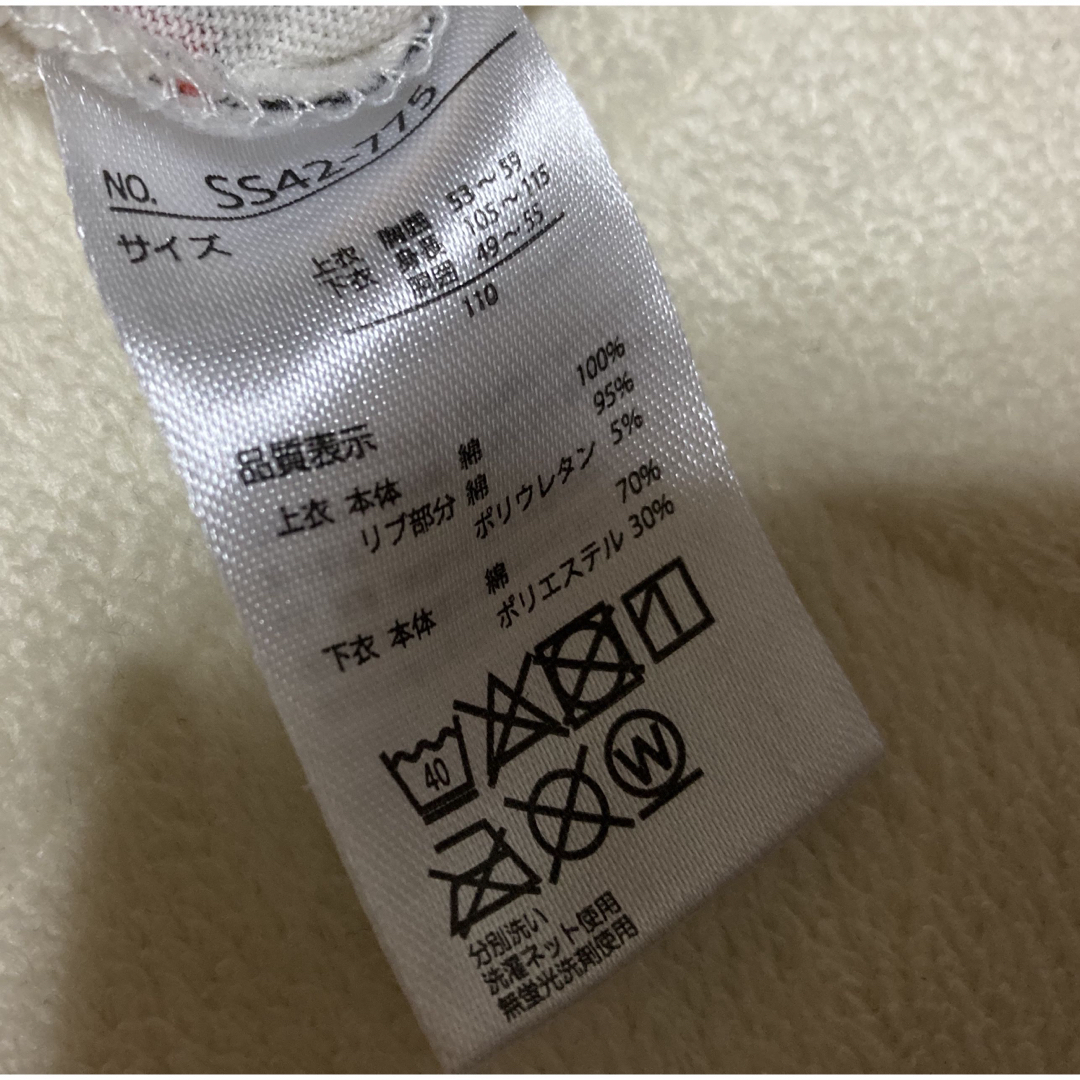 NO. SS42-775
サイズ 上衣 胸囲 53～59
下衣 身長 105～115
胴囲 49～55
110
品質表示
上衣 本体 綿 100%
リブ部分 綿 95%
ポリウレタン 5%
下衣 本体 綿 70%
ポリエステル 30%
40
W
分別洗い
洗濯ネット使用
無蛍光洗剤使用